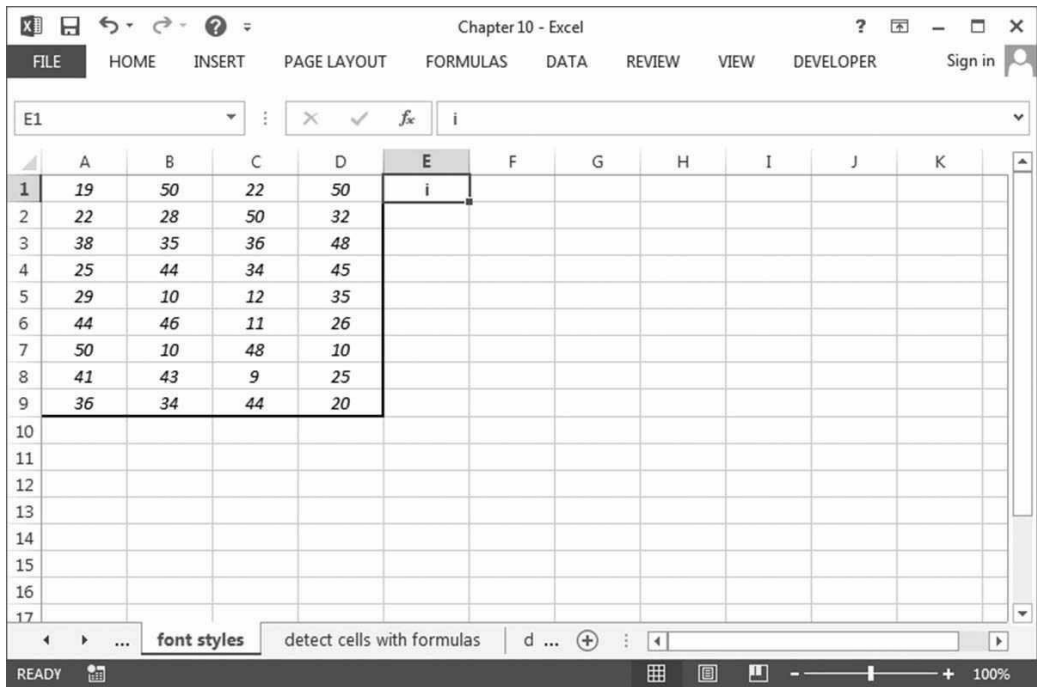 Chapter 10 - Excel ?
FILE HOME INSERT PAGE LAYOUT FORMULAS DATA REVIEW VIEW DEVELOPER Sign in
E1 fx i
A B C D E F G H I J K
1 19 50 22 50 i
2 22 28 50 32
3 38 35 36 48
4 25 44 34 45
5 29 10 12 35
6 44 46 11 26
7 50 10 48 10
8 41 43 9 25
9 36 34 44 20
10
11
12
13
14
15
16
17
... font styles detect cells with formulas d ...
READY 100%